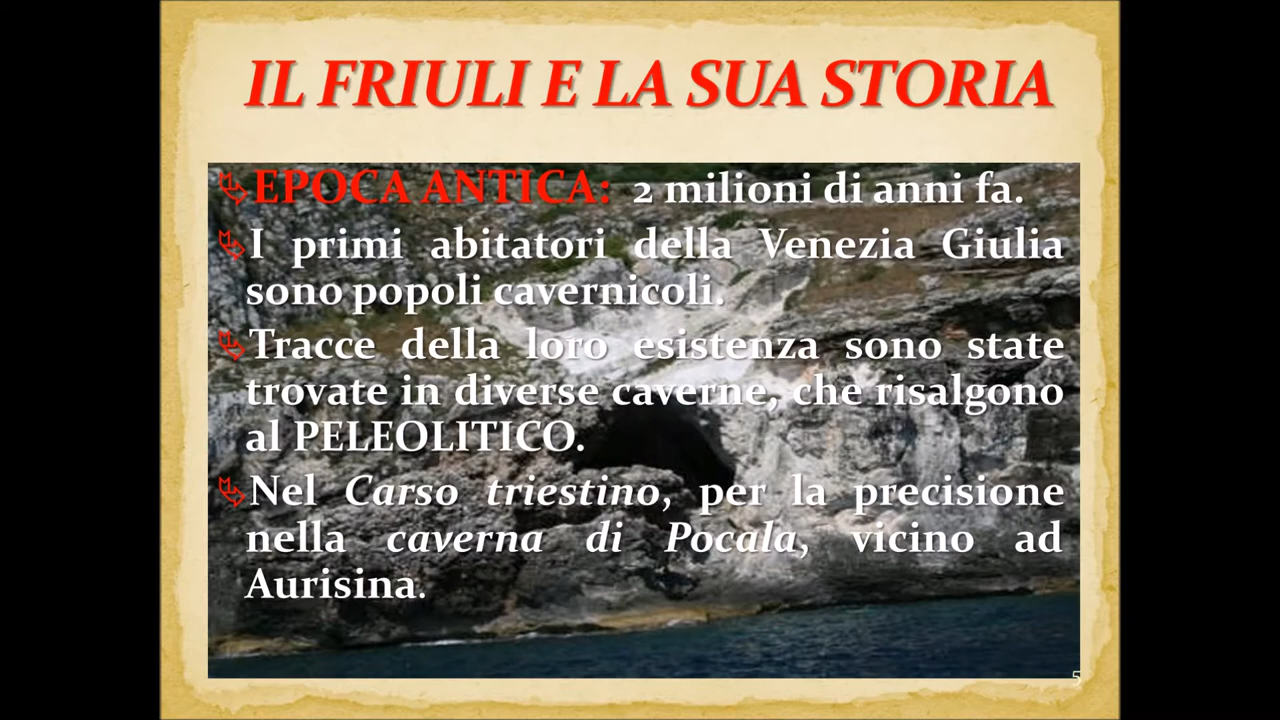 IL FRIULI E LA SUA STORIA
EPOCA ANTICA: 2 milioni di anni fa.
I primi abitatori della Venezia Giulia
sono popoli cavernicoli.
Tracce della loro esistenza sono state
trovate in diverse caverne, che risalgono
al PELEOLITICO.
Nel Carso triestino, per la precisione
nella caverna di Pocala, vicino ad
Aurisina.
5